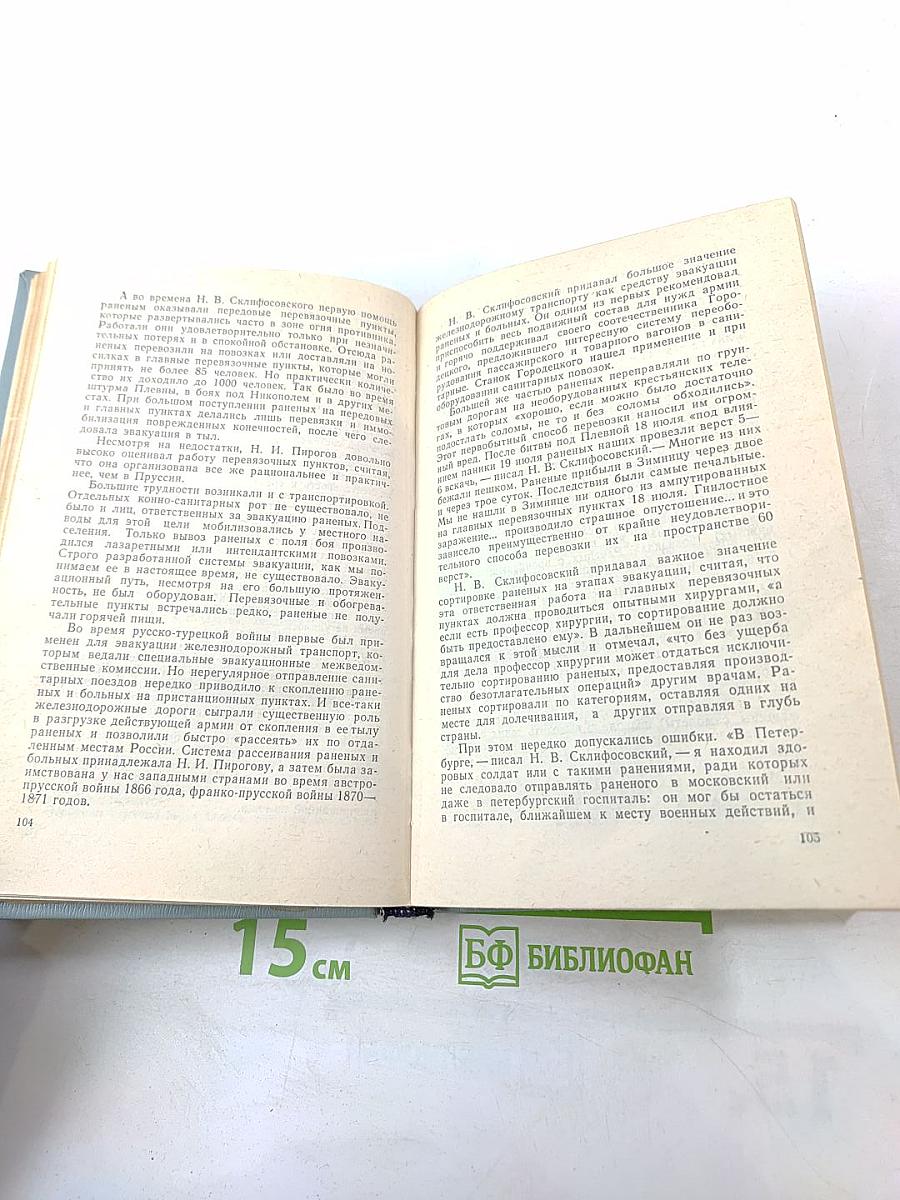 А во времена Н. В. Склифосовского первую помощь
раненым оказывали передовые перевязочные пункты,
которые развертывались часто в зоне огня противника.
Работали они удовлетворительно только при незначи-
тельных потерях и в спокойной обстановке. Отсюда ра-
неных перевозили на повозках или доставляли на но-
силках в главные перевязочные пункты, которые могли
принять не более 85 человек. Но практически количе-
ство их доходило до 1000 человек. Так было во время
штурма Плевны, в боях под Никополем и в других ме-
стах. При большом поступлении раненых на передовых
и главных пунктах делались лишь перевязки и иммо-
билизация поврежденных конечностей, после чего сле-
довала эвакуация в тыл.
Несмотря на недостатки, Н. И. Пирогов довольно
высоко оценивал работу перевязочных пунктов, считая,
что она организована все же рациональнее и практич-
нее, чем в Пруссии.
Большие трудности возникали и с транспортировкой.
Отдельных конно-санитарных рот не существовало, не
было и лиц, ответственных за эвакуацию раненых. Под-
воды для этой цели мобилизовались у местного на-
селения. Только вывоз раненых с поля боя произво-
дился лазаретными или интендантскими повозками.
Строго разработанной системы эвакуации, как мы по-
нимаем ее в настоящее время, не существовало. Эваку-
ационный путь, несмотря на его большую протяжен-
ность, не был оборудован. Перевязочные и обогрева-
тельные пункты встречались редко, раненые не полу-
чали горячей пищи.
Во время русско-турецкой войны впервые был при-
менен для эвакуации железнодорожный транспорт, ко-
торым ведали специальные эвакуационные межведом-
ственные комиссии. Но нерегулярное отправление сани-
тарных поездов нередко приводило к скоплению ране-
ных и больных на пристанционных пунктах. И все-таки
железнодорожные дороги сыграли существенную роль
в разгрузке действующей армии от скопления в ее тылу
раненых и позволили быстро «рассеять» их по отда-
ленным местам России. Система рассеивания раненых и
больных принадлежала Н. И. Пирогову, а затем была за-
имствована у нас западными странами во время австро-
прусской войны 1866 года, франко-прусской войны 1870—
1871 годов.
104
Н. В. Склифосовский придавал большое значение
железнодорожному транспорту как средству эвакуации
раненых и больных. Он одним из первых рекомендовал
приспособить весь подвижный состав для нужд армии
и горячо поддерживал своего соотечественника Горо-
децкого, предложившего интересную систему переобо-
рудования пассажирского и товарного вагонов в сани-
тарные. Станок Городецкого нашел применение и при
оборудовании санитарных повозок.
Большей же частью раненых переправляли по грун-
товым дорогам на необорудованных крестьянских теле-
гах, в которых «хорошо, если можно было достаточно
подостлать соломы, не то и без соломы обходились».
Этот первобытный способ перевозки наносил им огром-
ный вред. После битвы под Плевной 18 июля «под влия-
нием паники 19 июля раненых наших провезли верст 5—
6 вскачь, — писал Н. В. Склифосовский.— Многие из них
бежали пешком. Раненые прибыли в Зимницу через двое
и через трое суток. Последствия были самые печальные.
Мы не нашли в Зимнице ни одного из ампутированных
на главных перевязочных пунктах 18 июля. Гнилостное
заражение... производило страшное опустошение... и это
зависело преимущественно от крайне неудовлетвори-
тельного способа перевозки их на пространстве 60
верст».
Н. В. Склифосовский придавал важное значение
сортировке раненых на этапах эвакуации, считая, что
эта ответственная работа на главных перевязочных
пунктах должна проводиться опытными хирургами, «а
если есть профессор хирургии, то сортирование должно
быть предоставлено ему». В дальнейшем он не раз воз-
вращался к этой мысли и отмечал, «что без ущерба
для дела профессор хирургии может отдаться исключи-
тельно сортированию раненых, предоставляя производ-
ство безотлагательных операций» другим врачам. Ра-
неных сортировали по категориям, оставляя одних на
месте для долечивания, а других отправляя в глубь
страны.
При этом нередко допускались ошибки. «В Петер-
бурге, — писал Н. В. Склифосовский, — я находил здо-
ровых солдат или с такими ранениями, ради которых
не следовало отправлять раненого в московский или
даже в петербургский госпиталь: он мог бы остаться
в госпитале, ближайшем к месту военных действий, и
105
15 см
БФ БИБЛИОФАН